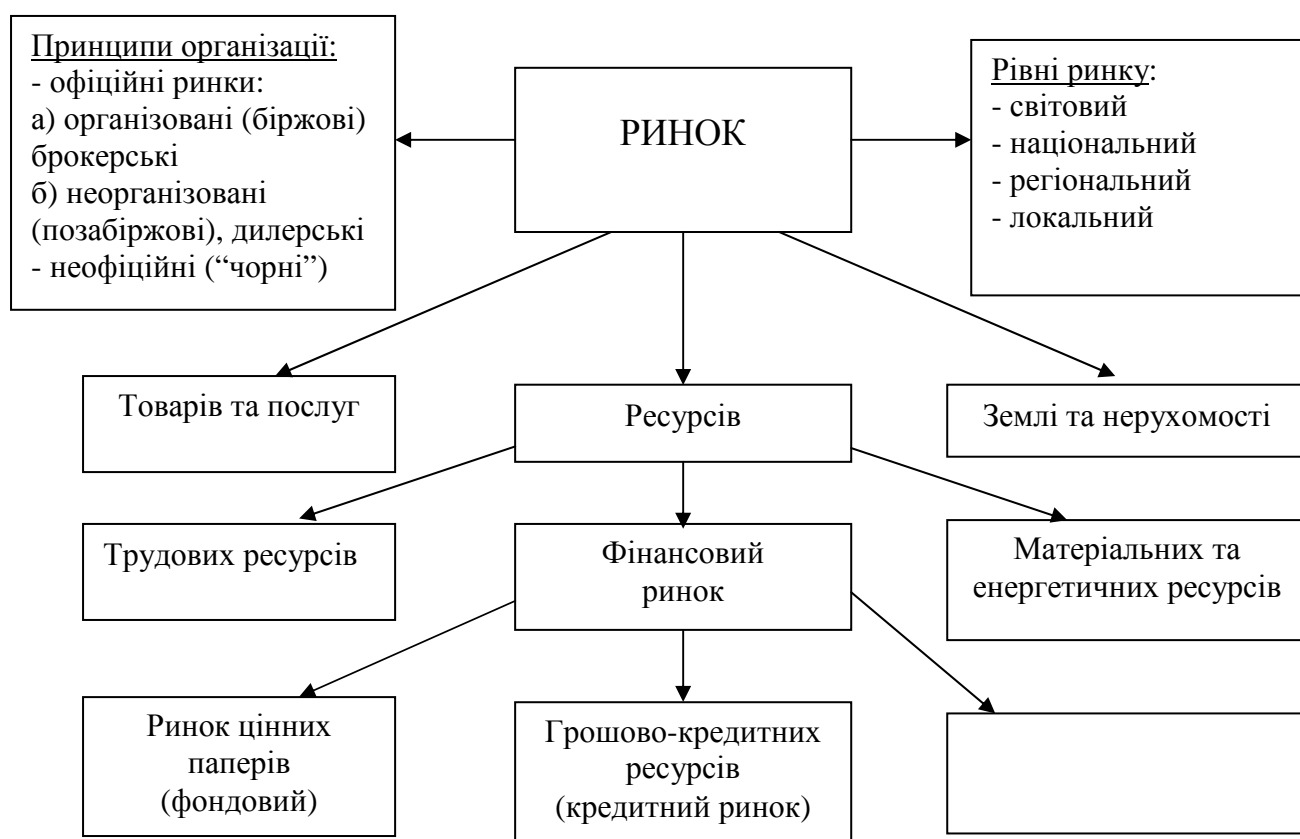 Принципи організації:
- офіційні ринки:
а) організовані (біржові)
брокерські
б) неорганізовані
(позабіржові), дилерські
- неофіційні (“чорні”)
РИНОК
Рівні ринку:
- світовий
- національний
- регіональний
- локальний
Товарів та послуг
Ресурсів
Землі та нерухомості
Трудових ресурсів
Фінансовий
ринок
Матеріальних та
енергетичних ресурсів
Ринок цінних
паперів
(фондовий)
Грошово-кредитних
ресурсів
(кредитний ринок)